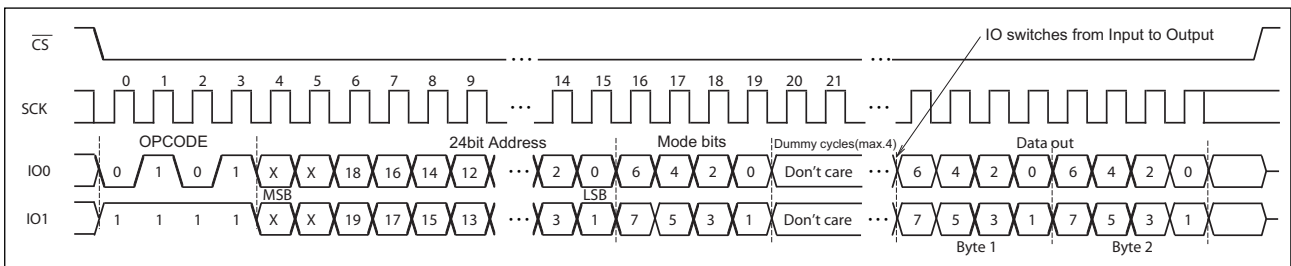 IO switches from Input to Output
CS
0 1 2 3 4 5 6 7 8 9 ··· 14 15 16 17 18 19 20 21 ···
SCK
OPCODE 24bit Address Mode bits Dummy cycles(max.4) Data out
IO0 0 1 0 1 X X 18 16 14 12 ··· 2 0 6 4 2 0 Don't care ··· 6 4 2 0 6 4 2 0
MSB LSB
IO1 1 1 1 1 X X 19 17 15 13 ··· 3 1 7 5 3 1 Don't care ··· 7 5 3 1 7 5 3 1
Byte 1 Byte 2